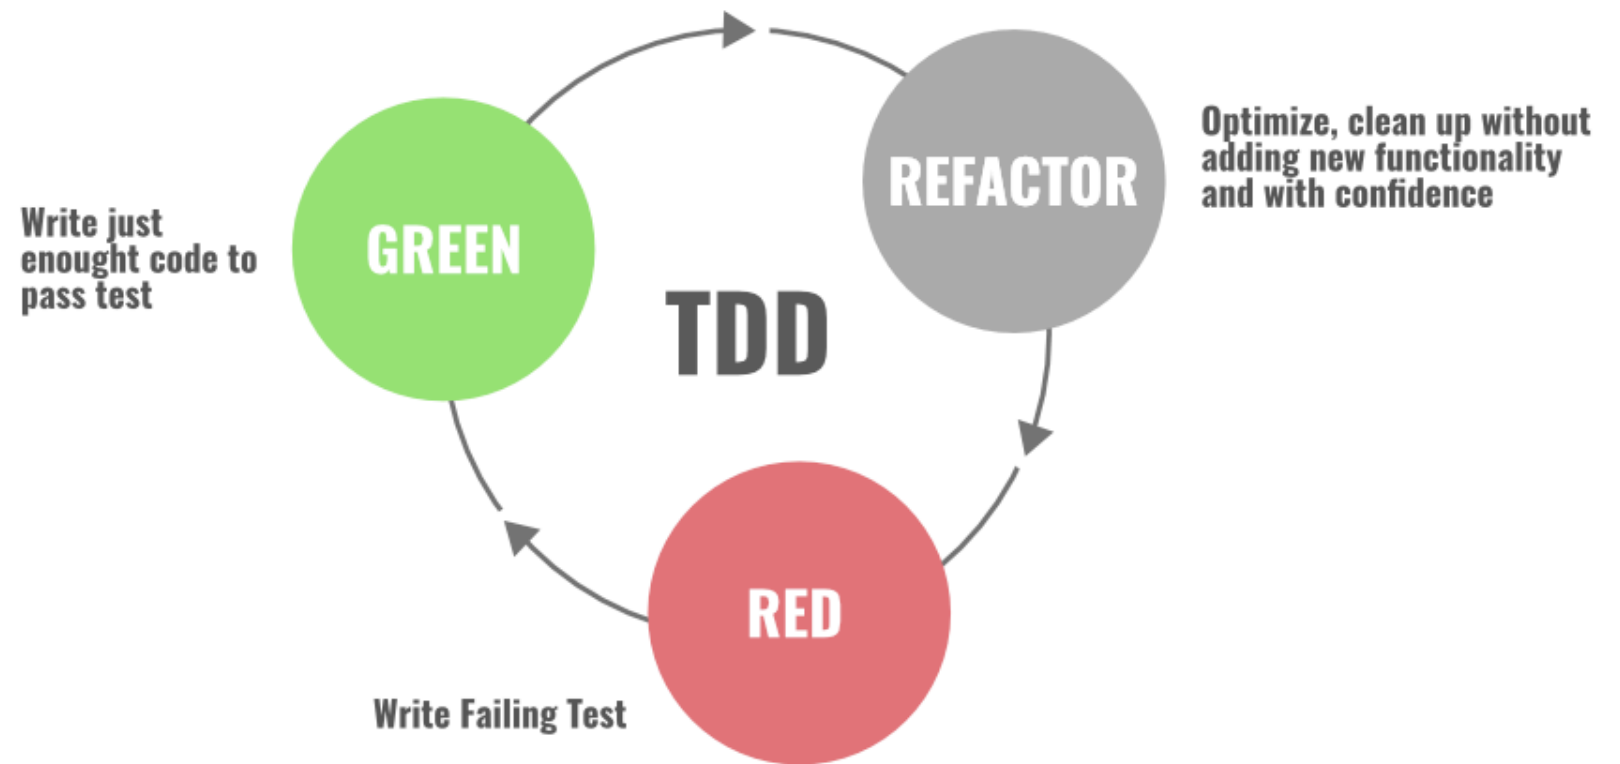 Optimize, clean up without
adding new functionality
and with confidence
REFACTOR
Write just
enought code to
pass test
GREEN
TDD
RED
Write Failing Test